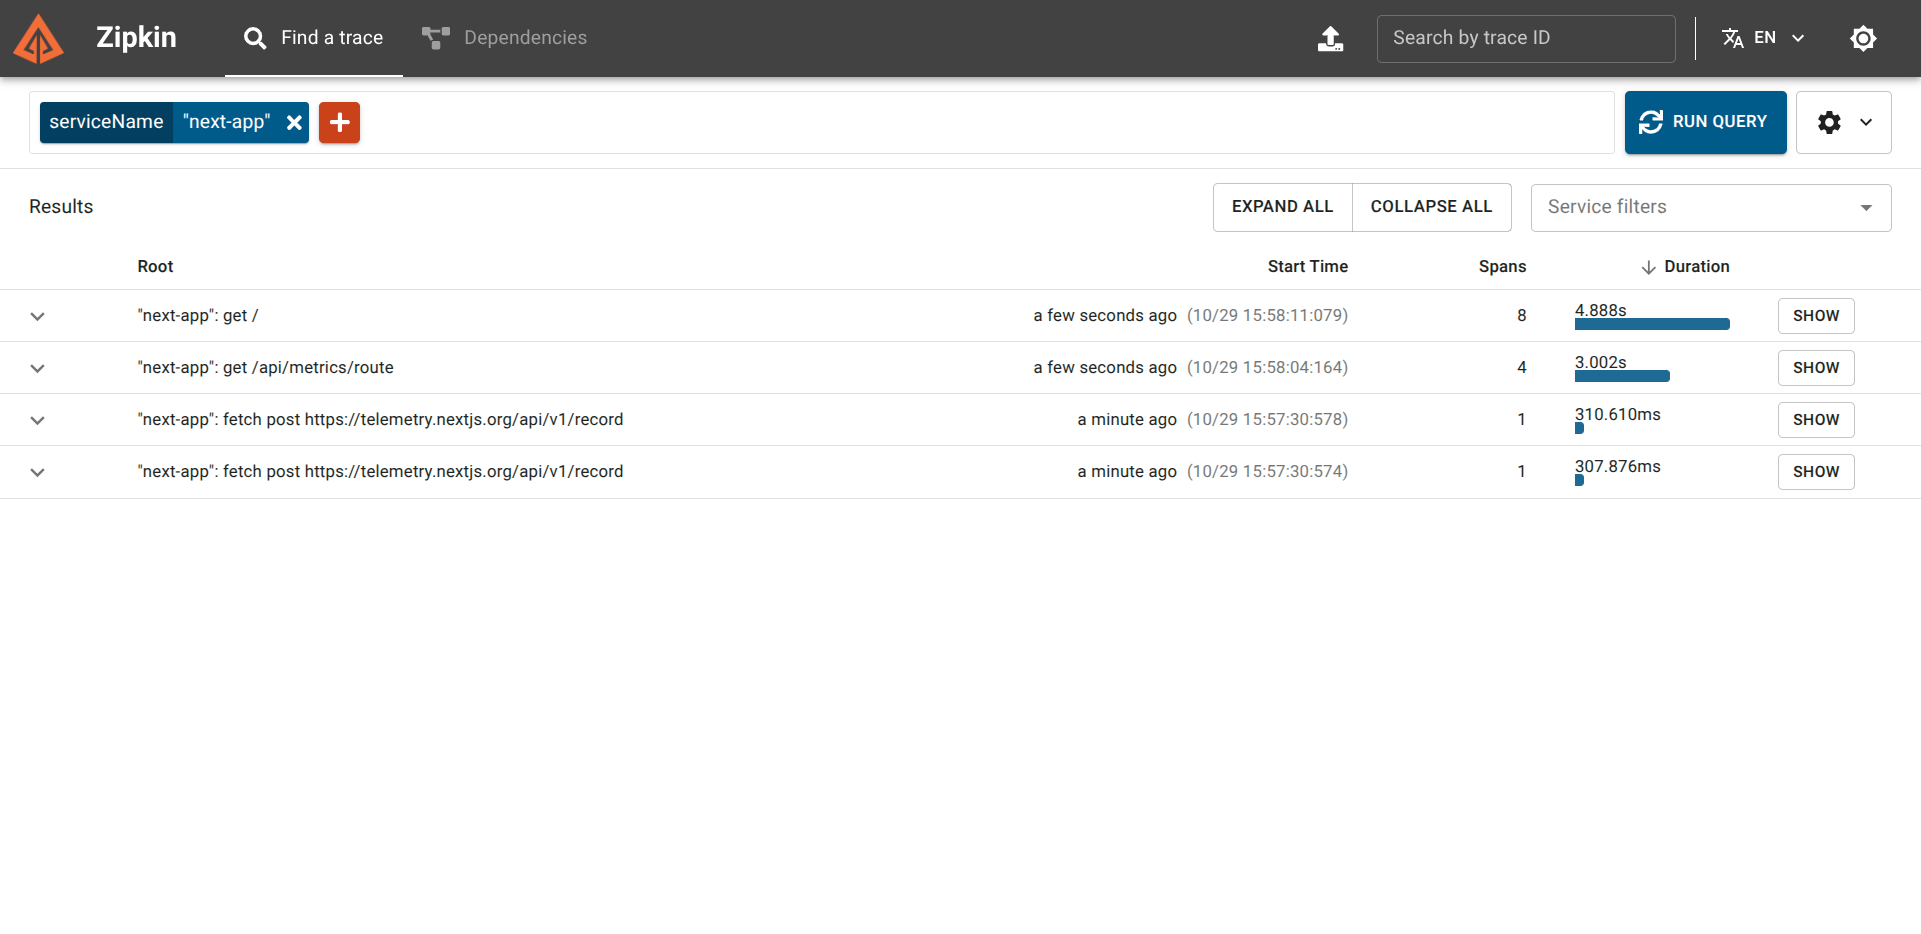 Zipkin Find a trace Dependencies Search by trace ID EN
serviceName "next-app" RUN QUERY
Results EXPAND ALL COLLAPSE ALL Service filters
Root Start Time Spans Duration
"next-app": get / a few seconds ago (10/29 15:58:11:079) 8 4.888s SHOW
"next-app": get /api/metrics/route a few seconds ago (10/29 15:58:04:164) 4 3.002s SHOW
"next-app": fetch post https://telemetry.nextjs.org/api/v1/record a minute ago (10/29 15:57:30:578) 1 310.610ms SHOW
"next-app": fetch post https://telemetry.nextjs.org/api/v1/record a minute ago (10/29 15:57:30:574) 1 307.876ms SHOW